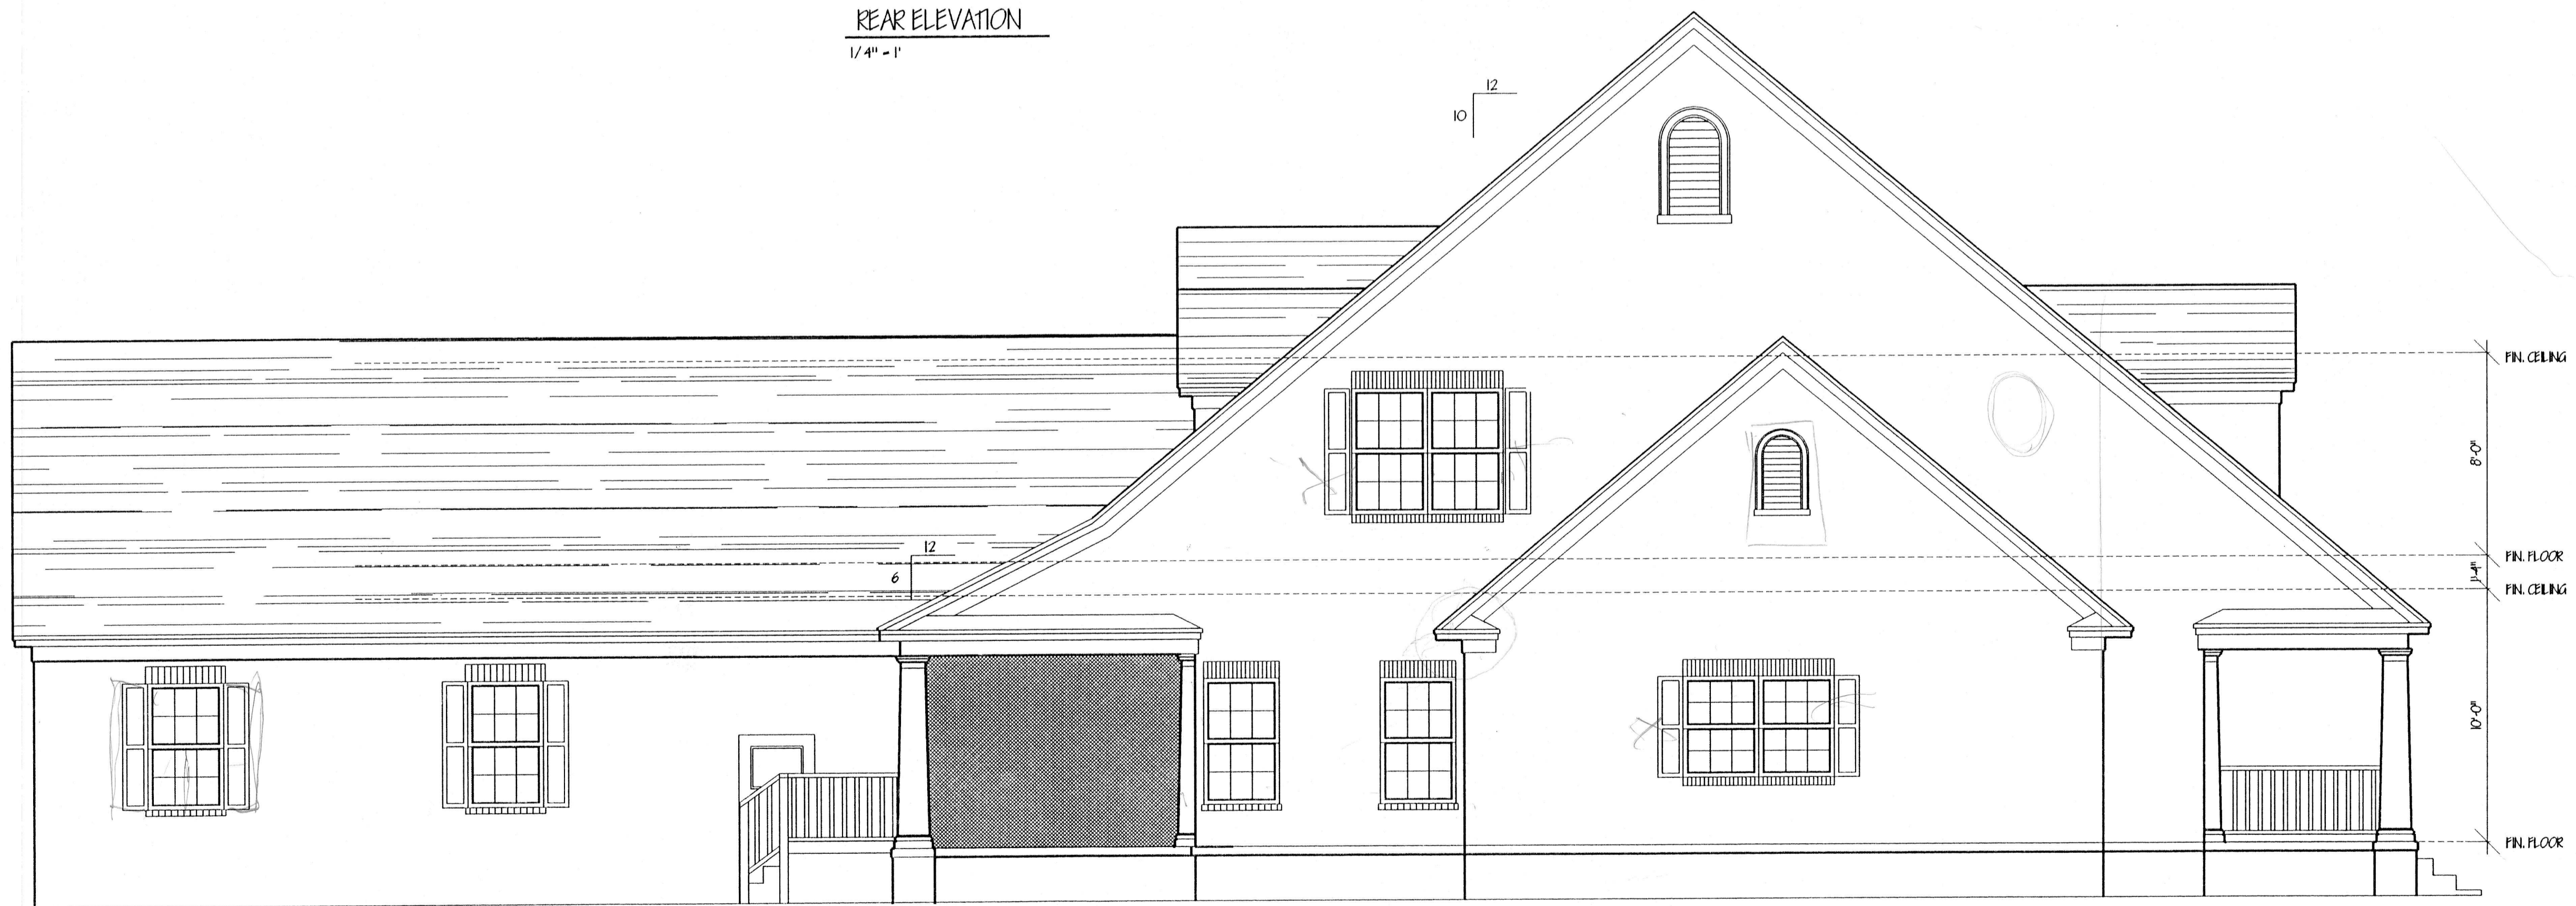 REAR ELEVATION
1/4" - 1'
12
10
12
6
FIN. CEILING
8'-0"
FIN. FLOOR
1'-4"
FIN. CEILING
10'-0"
FIN. FLOOR